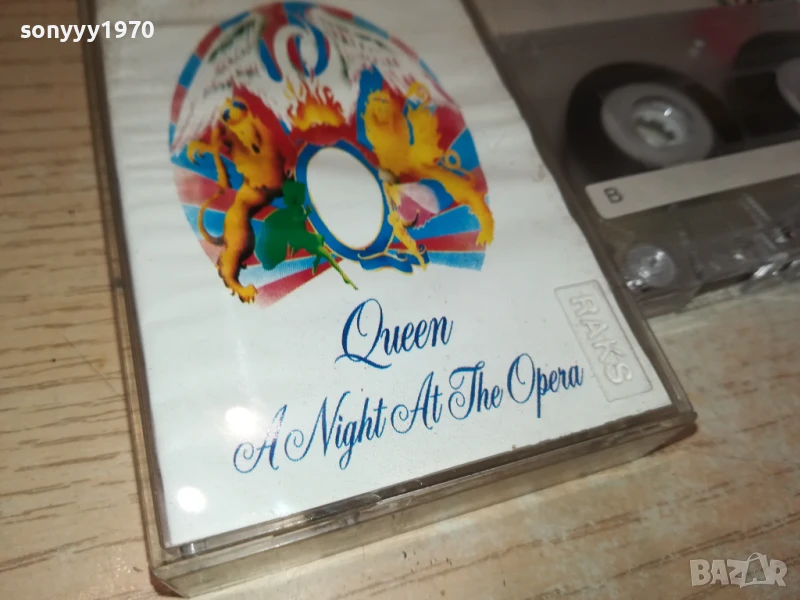 sonyyy1970
B
RAKS
Queen
A Night At The Opera
BAZAR